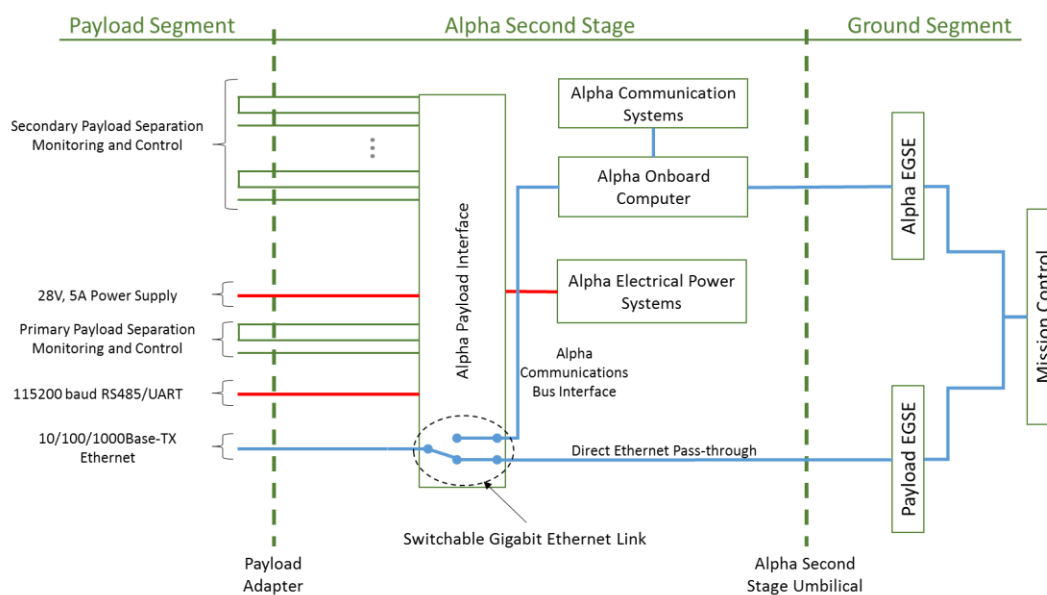 Payload Segment
Alpha Second Stage
Ground Segment
Secondary Payload Separation
Monitoring and Control
28V, 5A Power Supply
Primary Payload Separation
Monitoring and Control
115200 baud RS485/UART
10/100/1000Base-TX
Ethernet
Alpha Payload Interface
Alpha Communication
Systems
Alpha Onboard
Computer
Alpha Electrical Power
Systems
Alpha
Communications
Bus Interface
Direct Ethernet Pass-through
Switchable Gigabit Ethernet Link
Alpha EGSE
Payload EGSE
Mission Control
Payload
Adapter
Alpha Second
Stage Umbilical